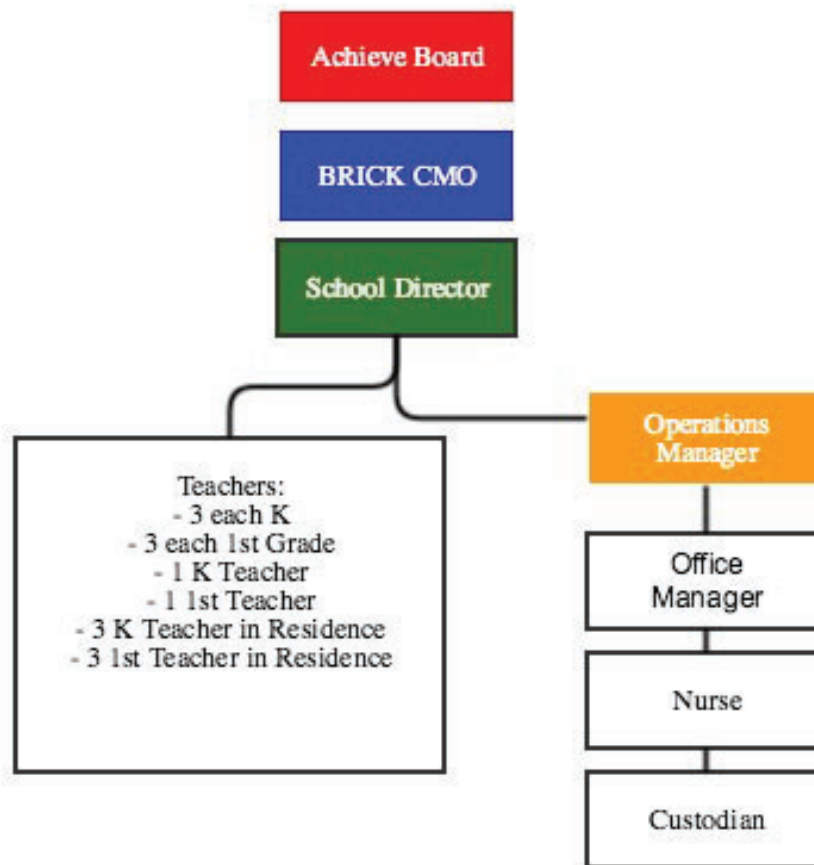 Achieve Board
BRICK CMO
School Director
Teachers:
- 3 each K
- 3 each 1st Grade
- 1 K Teacher
- 1 1st Teacher
- 3 K Teacher in Residence
- 3 1st Teacher in Residence
Operations
Manager
Office
Manager
Nurse
Custodian